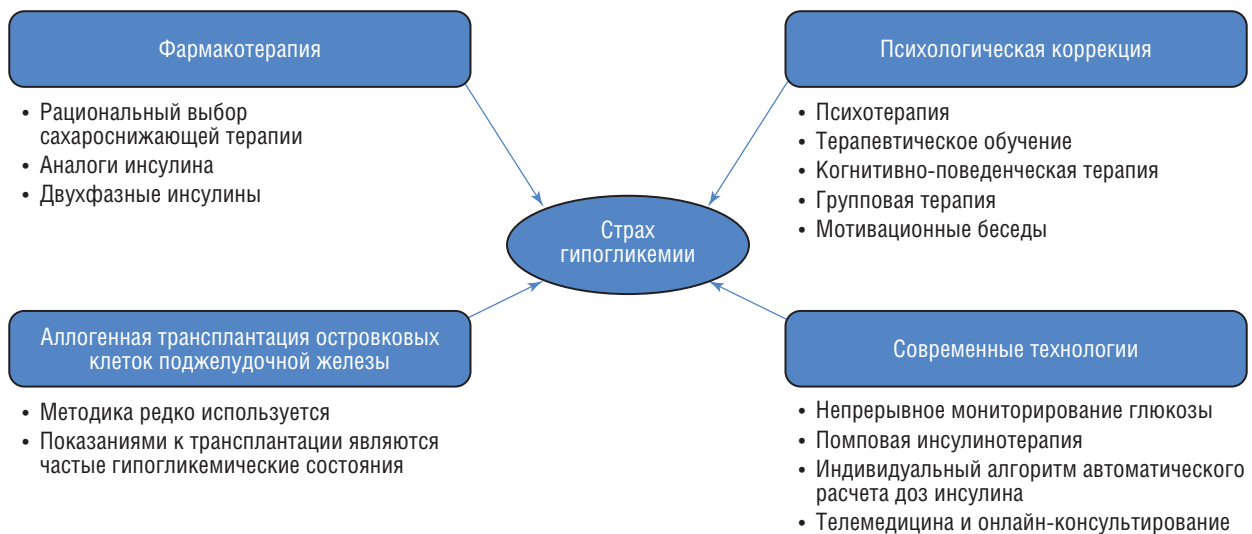 Фармакотерапия
• Рациональный выбор
сахароснижающей терапии
• Аналоги инсулина
• Двухфазные инсулины
Психологическая коррекция
• Психотерапия
• Терапевтическое обучение
• Когнитивно-поведенческая терапия
• Групповая терапия
• Мотивационные беседы
Страх
гипогликемии
Аллогенная трансплантация островковых
клеток поджелудочной железы
• Методика редко используется
• Показаниями к трансплантации являются
частые гипогликемические состояния
Современные технологии
• Непрерывное мониторирование глюкозы
• Помповая инсулинотерапия
• Индивидуальный алгоритм автоматического
расчета доз инсулина
• Телемедицина и онлайн-консультирование